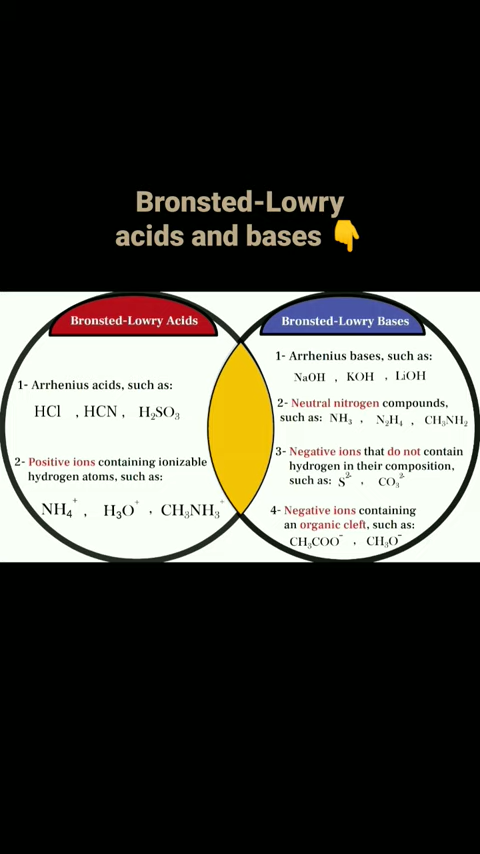 Bronsted-Lowry
acids and bases 👇
Bronsted-Lowry Acids
1- Arrhenius acids, such as:
HCl , HCN , H₂SO₃
2- Positive ions containing ionizable
hydrogen atoms, such as:
NH₄⁺ , H₃O⁺ , CH₃NH₃⁺
Bronsted-Lowry Bases
1- Arrhenius bases, such as:
NaOH , KOH , LiOH
2- Neutral nitrogen compounds,
such as: NH₃ , N₂H₄ , CH₃NH₂
3- Negative ions that do not contain
hydrogen in their composition,
such as: S²⁻ , CO₃²⁻
4- Negative ions containing
an organic cleft, such as:
CH₃COO⁻ , CH₃O⁻